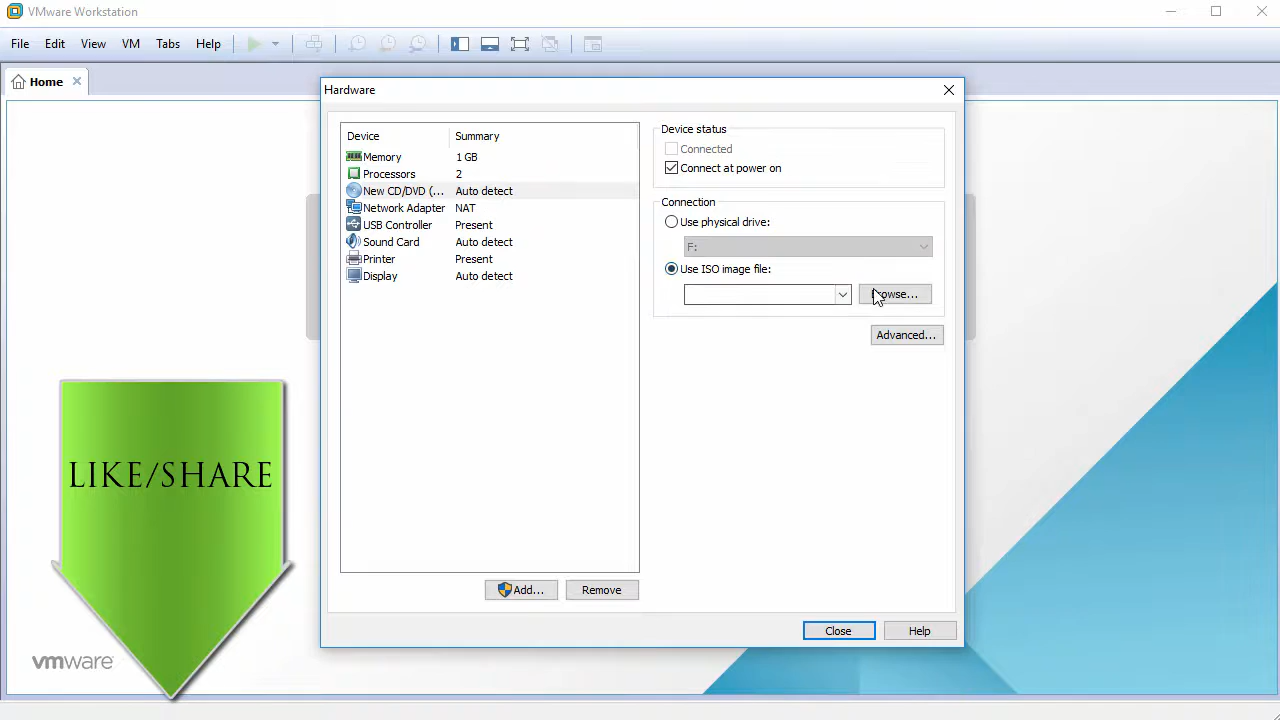 VMware Workstation
File Edit View VM Tabs Help
Home
Hardware
Device Summary
Memory 1 GB
Processors 2
New CD/DVD (... Auto detect
Network Adapter NAT
USB Controller Present
Sound Card Auto detect
Printer Present
Display Auto detect
Add... Remove
Device status
Connected
Connect at power on
Connection
Use physical drive:
F:
Use ISO image file:
Browse...
Advanced...
Close Help
LIKE/SHARE
vmware